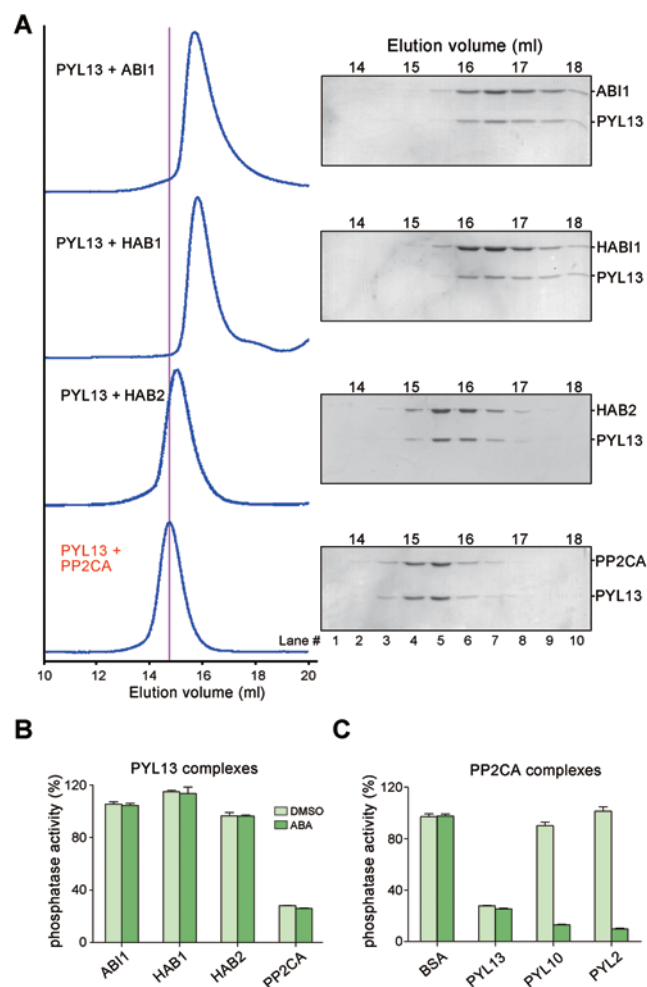 A
Elution volume (ml)
14 15 16 17 18
PYL13 + ABI1
ABI1
PYL13
PYL13 + HAB1
14 15 16 17 18
HABI1
PYL13
PYL13 + HAB2
14 15 16 17 18
HAB2
PYL13
PYL13 +
PP2CA
14 15 16 17 18
PP2CA
PYL13
Lane # 1 2 3 4 5 6 7 8 9 10
10 12 14 16 18 20
Elution volume (ml)
B
PYL13 complexes
phosphatase activity (%)
120
80
40
0
DMSO
ABA
ABI1 HAB1 HAB2 PP2CA
C
PP2CA complexes
phosphatase activity (%)
120
80
40
0
BSA PYL13 PYL10 PYL2